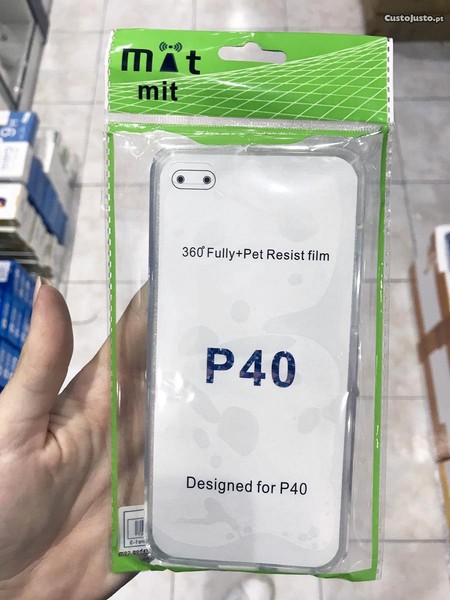 CustoJusto.pt
mit
mit
360°Fully+Pet Resist film
P40
Designed for P40